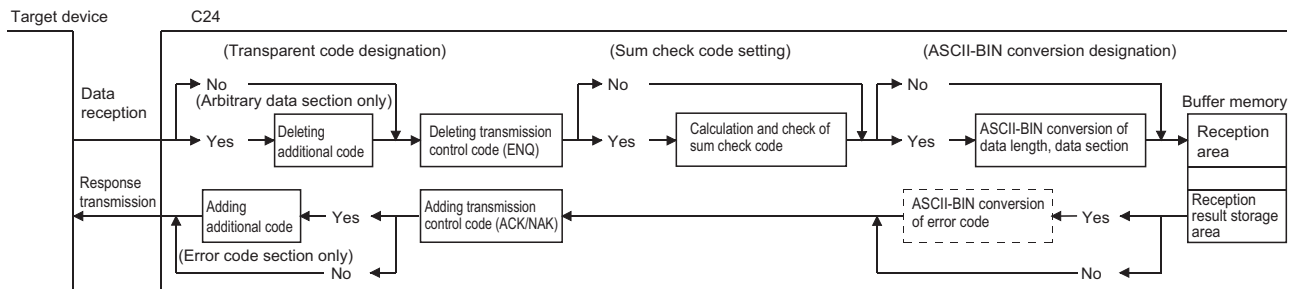 Target device
C24
(Transparent code designation)
(Sum check code setting)
(ASCII-BIN conversion designation)
Data
reception
No
(Arbitrary data section only)
Yes
Deleting
additional code
Deleting transmission
control code (ENQ)
No
Yes
Calculation and check of
sum check code
No
Yes
ASCII-BIN conversion of
data length, data section
Buffer memory
Reception
area
Response
transmission
Adding
additional code
Yes
(Error code section only)
No
Adding transmission
control code (ACK/NAK)
ASCII-BIN conversion
of error code
Yes
No
Reception
result storage
area